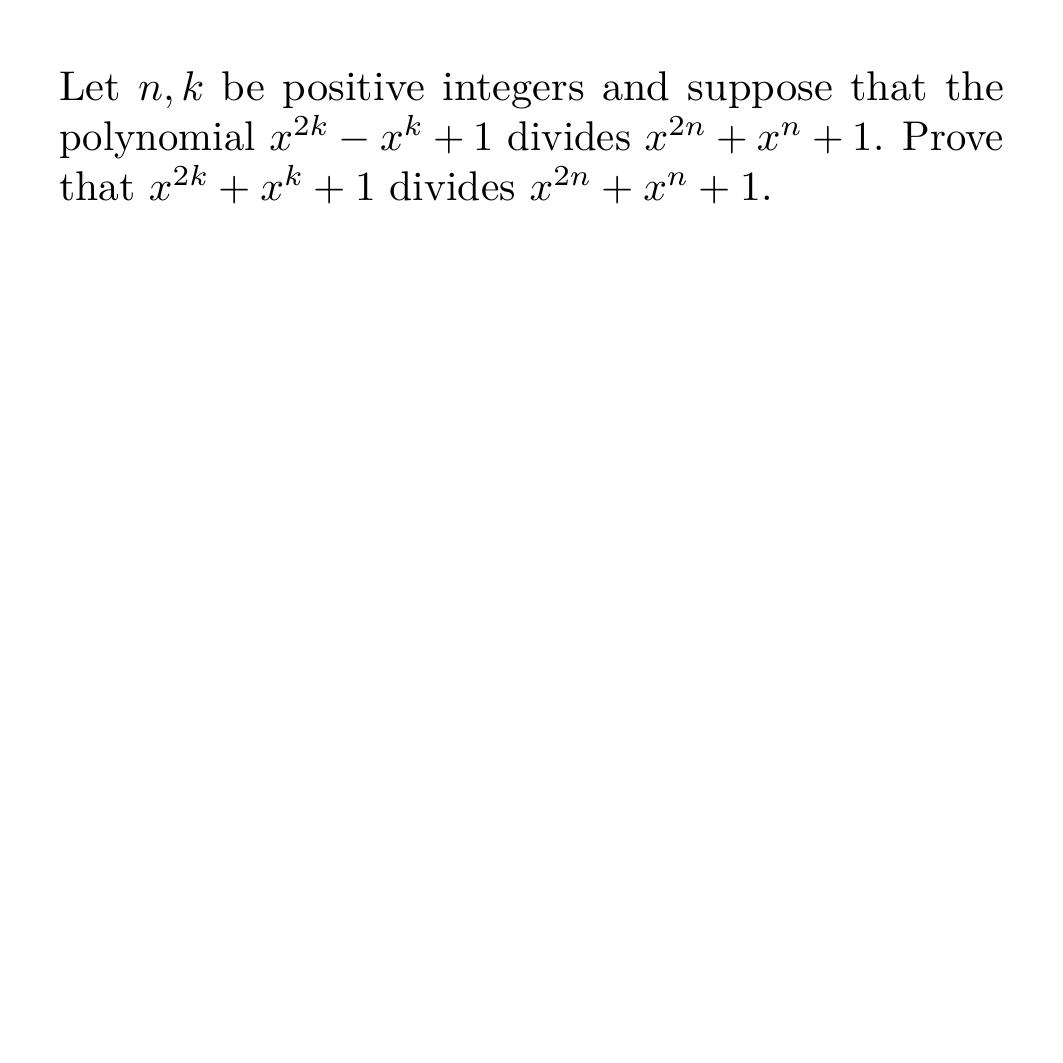 Let n, k be positive integers and suppose that the
polynomial x^{2k} − x^k + 1 divides x^{2n} + x^n + 1. Prove
that x^{2k} + x^k + 1 divides x^{2n} + x^n + 1.